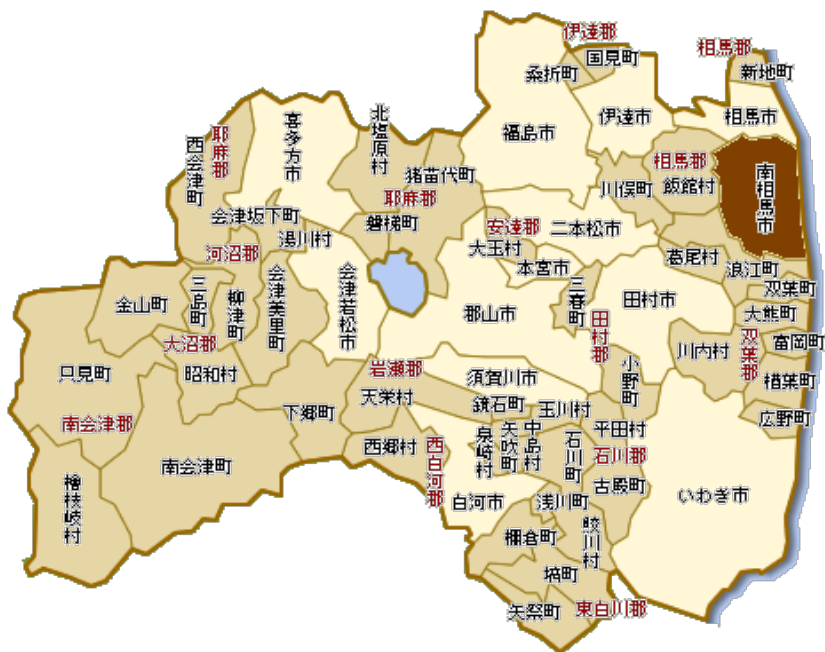 伊達郡
国見町
桑折町
相馬郡
新地町
相馬市
伊達市
福島市
喜多方市
北塩原村
耶麻郡
西会津町
猪苗代町
耶麻郡
磐梯町
会津坂下町
湯川村
河沼郡
相馬郡
飯館村
川俣町
南相馬市
安達郡
二本松市
大玉村
本宮市
葛尾村
浪江町
双葉町
大熊町
富岡町
双葉郡
楢葉町
広野町
川内村
田村市
三春町
田村郡
小野町
郡山市
会津若松市
会津美里町
柳津町
三島町
金山町
大沼郡
昭和村
只見町
南会津郡
檜枝岐村
南会津町
下郷町
岩瀬郡
天栄村
須賀川市
鏡石町
玉川村
西郷村
西白河郡
泉崎村
矢吹町
中島村
石川町
平田村
石川郡
古殿町
白河市
浅川町
鮫川村
棚倉町
塙町
矢祭町
東白川郡
いわき市